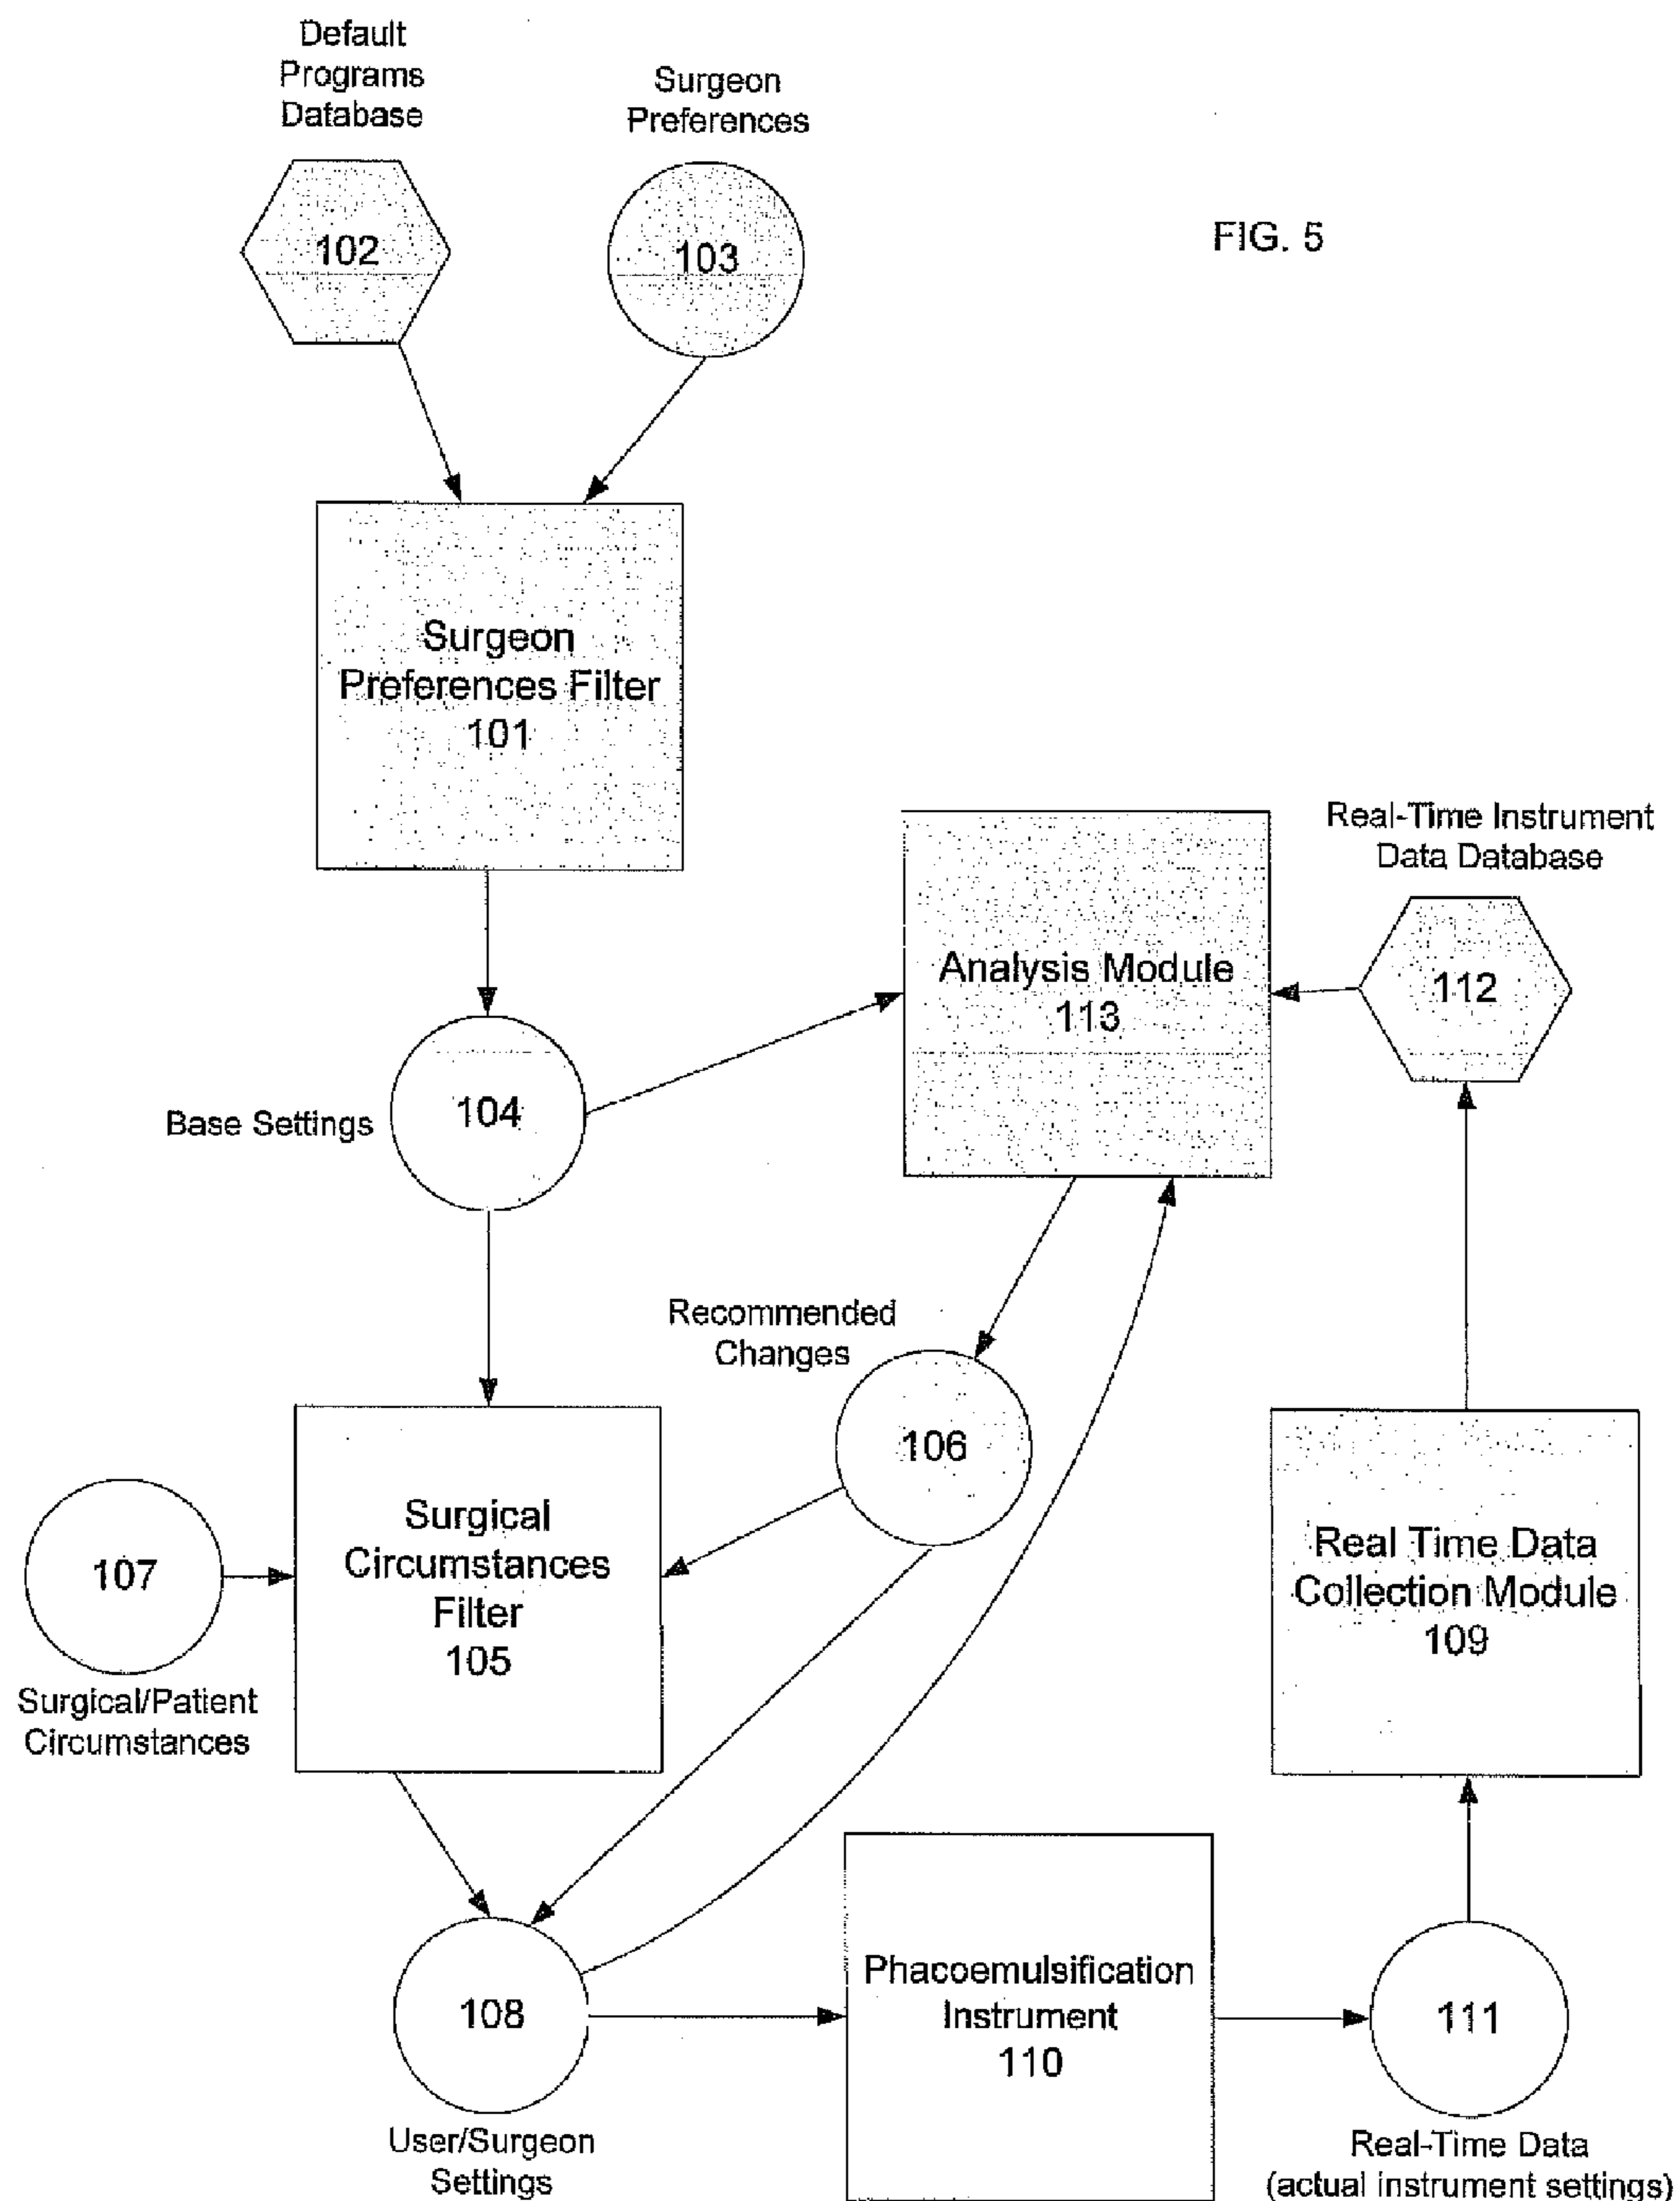 Default
Programs
Database
Surgeon
Preferences
102
103
FIG. 5
Surgeon
Preferences Filter
101
Real-Time Instrument
Data Database
Analysis Module
113
112
Base Settings
104
Recommended
Changes
106
107
Surgical
Circumstances
Filter
105
Real Time Data
Collection Module
109
Surgical/Patient
Circumstances
108
Phacoemulsification
Instrument
110
111
User/Surgeon
Settings
Real-Time Data
(actual instrument settings)